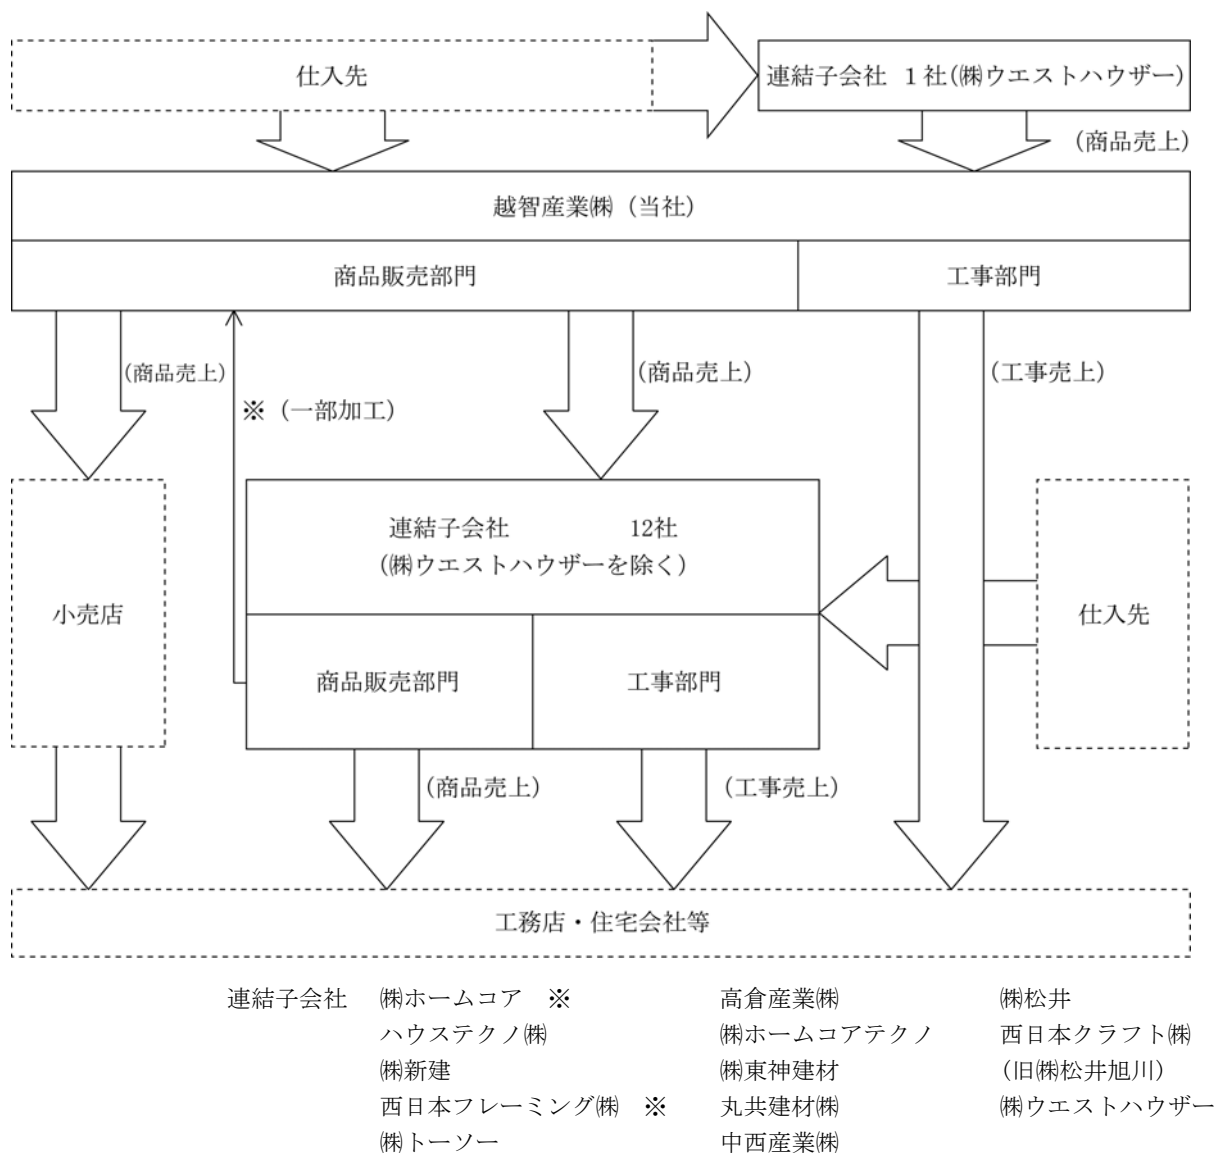 仕入先
連結子会社 1社(㈱ウエストハウザー)
(商品売上)
越智産業㈱(当社)
商品販売部門
工事部門
(商品売上)
(商品売上)
(工事売上)
※(一部加工)
連結子会社 12社
(㈱ウエストハウザーを除く)
小売店
仕入先
商品販売部門
工事部門
(商品売上)
(工事売上)
工務店・住宅会社等
連結子会社 ㈱ホームコア ※ 高倉産業㈱ ㈱松井
ハウステクノ㈱ ㈱ホームコアテクノ 西日本クラフト㈱
㈱新建 ㈱東神建材 (旧㈱松井旭川)
西日本フレーミング㈱ ※ 丸共建材㈱ ㈱ウエストハウザー
㈱トーソー 中西産業㈱